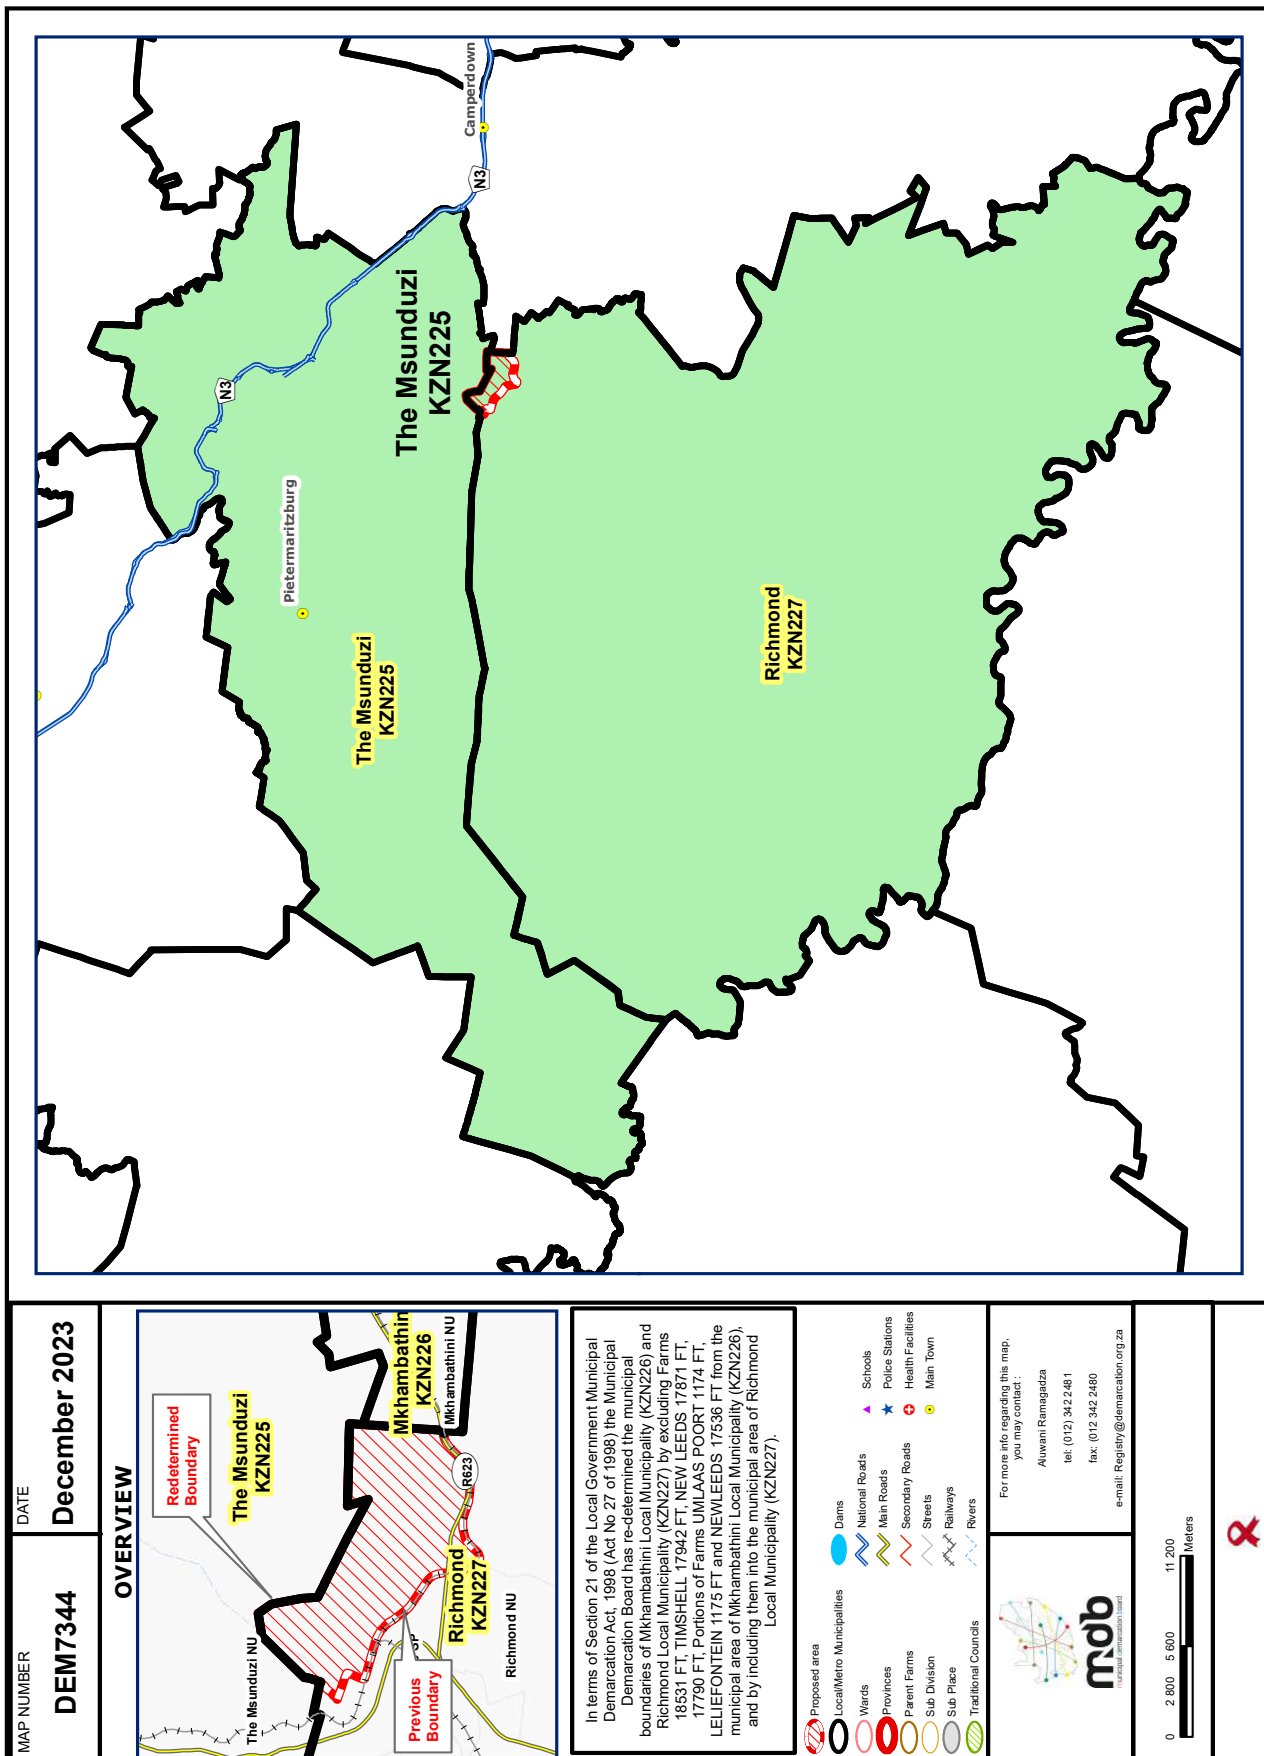 MAP NUMBER
DEM7344
DATE
December 2023
OVERVIEW
Redetermined
Boundary
The Msunduzi
KZN225
The Msunduzi NU
Mkhambathin
KZN226
Mkhambathini NU
R623
Richmond
KZN227
Richmond NU
Previous
Boundary
In terms of Section 21 of the Local Government Municipal
Demarcation Act, 1998 (Act No 27 of 1998) the Municipal
Demarcation Board has re-determined the municipal
boundaries of Mkhambathini Local Municipality (KZN226) and
Richmond Local Municipality (KZN227) by excluding Farms
18531 FT, TIMSHELL 17942 FT, NEW LEEDS 17871 FT,
17790 FT, Portions of Farms UMLAAS POORT 1174 FT,
LELIEFONTEIN 1175 FT and NEWLEEDS 17536 FT from the
municipal area of Mkhambathini Local Municipality (KZN226),
and by including them into the municipal area of Richmond
Local Municipality (KZN227).
Proposed area
Local/Metro Municipalities
Wards
Provinces
Parent Farms
Sub Division
Sub Place
Traditional Councils
Dams
National Roads
Main Roads
Secondary Roads
Streets
Railways
Rivers
Schools
Police Stations
Health Facilities
Main Town
mdb
municipal demarcation board
For more info regarding this map,
you may contact :
Aluwani Ramagadza
tel: (012) 342 2481
fax: (012 342 2480
e-mail: Registry@demarcation.org.za
0 2 800 5 600 11 200
Meters
Camperdown
N3
N3
The Msunduzi
KZN225
Pietermaritzburg
The Msunduzi
KZN225
Richmond
KZN227